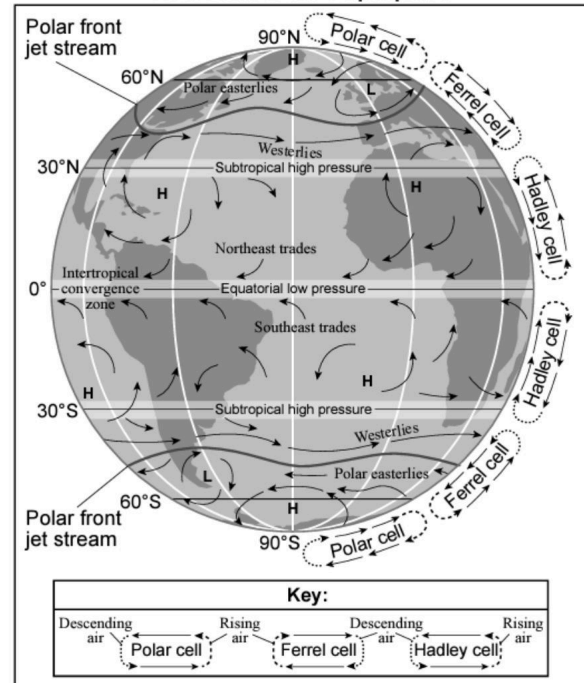 Polar front
jet stream
90°N
Polar cell
Ferrel cell
Hadley cell
Hadley cell
Ferrel cell
Polar cell
60°N
H
L
Polar easterlies
Westerlies
30°N
Subtropical high pressure
H
H
Northeast trades
Intertropical
convergence
zone
0°
Equatorial low pressure
Southeast trades
H
H
30°S
Subtropical high pressure
Westerlies
L
Polar easterlies
60°S
H
Polar front
jet stream
90°S
Key:
Descending
air
Polar cell
Rising
air
Ferrel cell
Descending
air
Hadley cell
Rising
air